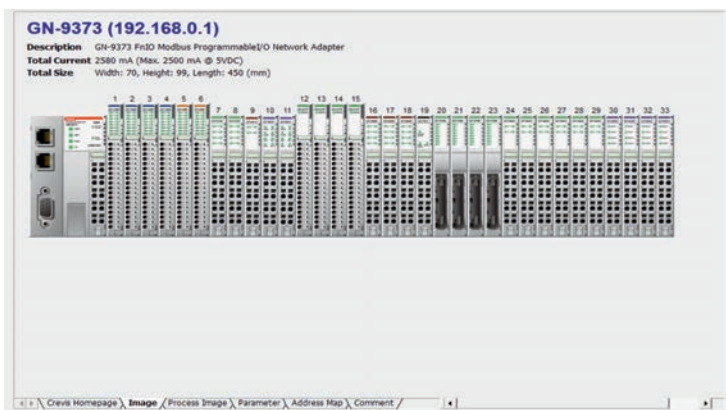 GN-9373 (192.168.0.1)
Description GN-9373 FnIO Modbus ProgrammableI/O Network Adapter
Total Current 2580 mA (Max. 2500 mA @ 5VDC)
Total Size Width: 70, Height: 99, Length: 450 (mm)
1 2 3 4 5 6 7 8 9 10 11 12 13 14 15 16 17 18 19 20 21 22 23 24 25 26 27 28 29 30 31 32 33
Crevis Homepage Image Process Image Parameter Address Map Comment